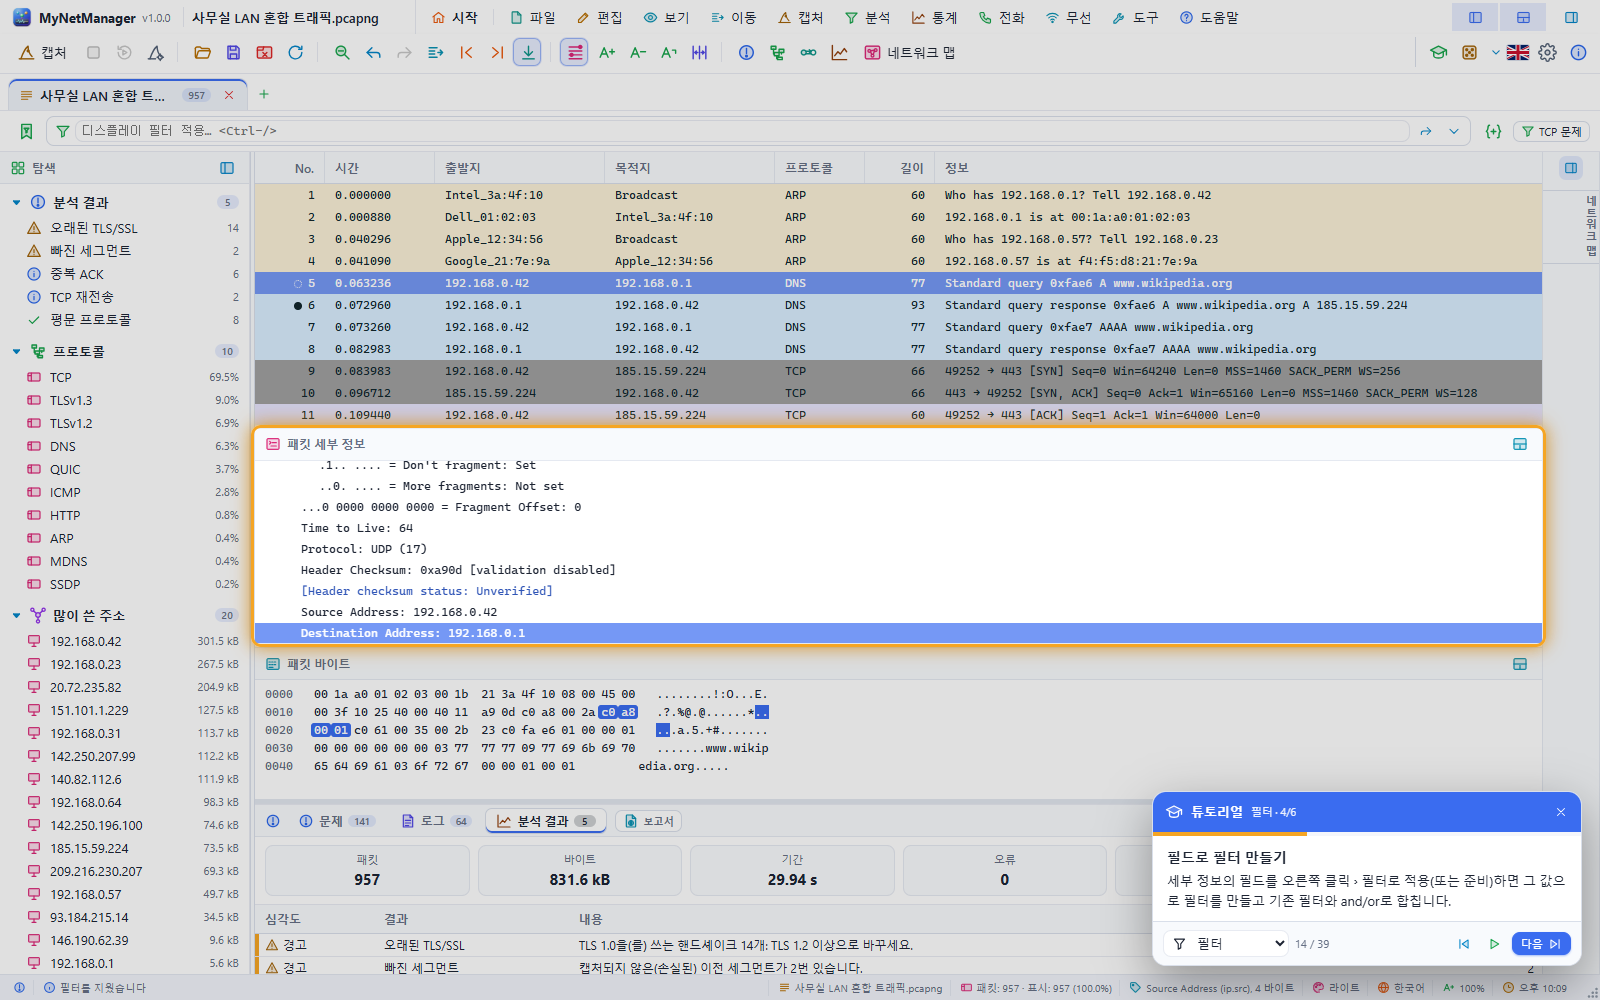 MyNetManager v1.0.0 사무실 LAN 혼합 트래픽.pcapng 시작 파일 편집 보기 이동 캡처 분석 통계 전화 무선 도구 도움말
캡처 네트워크 맵
사무실 LAN 혼합 트... 957
디스플레이 필터 적용… <Ctrl-/> TCP 문제
탐색
분석 결과 5
오래된 TLS/SSL 14
빠진 세그먼트 2
중복 ACK 6
TCP 재전송 2
평문 프로토콜 8
프로토콜 10
TCP 69.5%
TLSv1.3 9.0%
TLSv1.2 6.9%
DNS 6.3%
QUIC 3.7%
ICMP 2.8%
HTTP 0.8%
ARP 0.4%
MDNS 0.4%
SSDP 0.2%
많이 쓴 주소 20
192.168.0.42 301.5 kB
192.168.0.23 267.5 kB
20.72.235.82 204.9 kB
151.101.1.229 127.5 kB
192.168.0.31 113.7 kB
142.250.207.99 112.2 kB
140.82.112.6 111.9 kB
192.168.0.64 98.3 kB
142.250.196.100 74.6 kB
185.15.59.224 73.5 kB
209.216.230.207 69.3 kB
192.168.0.57 49.7 kB
93.184.215.14 34.5 kB
146.190.62.39 9.6 kB
192.168.0.1 5.6 kB
No. 시간 출발지 목적지 프로토콜 길이 정보
1 0.000000 Intel_3a:4f:10 Broadcast ARP 60 Who has 192.168.0.1? Tell 192.168.0.42
2 0.000880 Dell_01:02:03 Intel_3a:4f:10 ARP 60 192.168.0.1 is at 00:1a:a0:01:02:03
3 0.040296 Apple_12:34:56 Broadcast ARP 60 Who has 192.168.0.57? Tell 192.168.0.23
4 0.041090 Google_21:7e:9a Apple_12:34:56 ARP 60 192.168.0.57 is at f4:f5:d8:21:7e:9a
5 0.063236 192.168.0.42 192.168.0.1 DNS 77 Standard query 0xfae6 A www.wikipedia.org
6 0.072960 192.168.0.1 192.168.0.42 DNS 93 Standard query response 0xfae6 A www.wikipedia.org A 185.15.59.224
7 0.073260 192.168.0.42 192.168.0.1 DNS 77 Standard query 0xfae7 AAAA www.wikipedia.org
8 0.082983 192.168.0.1 192.168.0.42 DNS 77 Standard query response 0xfae7 AAAA www.wikipedia.org
9 0.083983 192.168.0.42 185.15.59.224 TCP 66 49252 → 443 [SYN] Seq=0 Win=64240 Len=0 MSS=1460 SACK_PERM WS=256
10 0.096712 185.15.59.224 192.168.0.42 TCP 66 443 → 49252 [SYN, ACK] Seq=0 Ack=1 Win=65160 Len=0 MSS=1460 SACK_PERM WS=128
11 0.109440 192.168.0.42 185.15.59.224 TCP 60 49252 → 443 [ACK] Seq=1 Ack=1 Win=64000 Len=0
네트워크 맵
패킷 세부 정보
.1.. .... = Don't fragment: Set
..0. .... = More fragments: Not set
...0 0000 0000 0000 = Fragment Offset: 0
Time to Live: 64
Protocol: UDP (17)
Header Checksum: 0xa90d [validation disabled]
[Header checksum status: Unverified]
Source Address: 192.168.0.42
Destination Address: 192.168.0.1
패킷 바이트
0000 00 1a a0 01 02 03 00 1b 21 3a 4f 10 08 00 45 00 ........!:O...E.
0010 00 3f 10 25 40 00 40 11 a9 0d c0 a8 00 2a c0 a8 .?.%@.@......*..
0020 00 01 c0 61 00 35 00 2b 23 c0 fa e6 01 00 00 01 ...a.5.+#.......
0030 00 00 00 00 00 00 03 77 77 77 09 77 69 6b 69 70 .......www.wikip
0040 65 64 69 61 03 6f 72 67 00 00 01 00 01 edia.org.....
문제 141 로그 64 분석 결과 5 보고서
패킷 바이트 기간 오류
957 831.6 kB 29.94 s 0
심각도 결과 내용
경고 오래된 TLS/SSL TLS 1.0을(를) 쓰는 핸드셰이크 14개: TLS 1.2 이상으로 바꾸세요.
경고 빠진 세그먼트 캡처되지 않은(손실된) 이전 세그먼트가 2번 있습니다. 2
튜토리얼 필터 · 4/6
필드로 필터 만들기
세부 정보의 필드를 오른쪽 클릭 › 필터로 적용(또는 준비)하면 그 값으
로 필터를 만들고 기존 필터와 and/or로 합칩니다.
필터 14 / 39 다음
필터를 지웠습니다 사무실 LAN 혼합 트래픽.pcapng 패킷: 957 · 표시: 957 (100.0%) Source Address (ip.src), 4 바이트 라이트 한국어 100% 오후 10:09